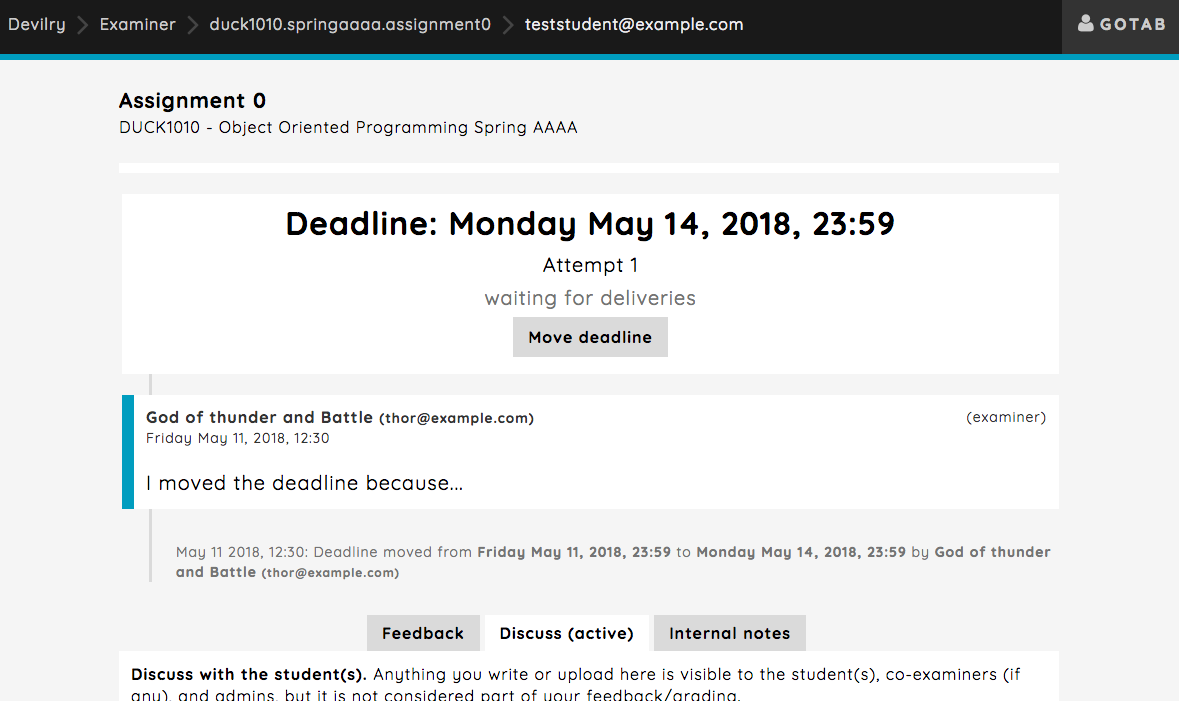 Devilry Examiner duck1010.springaaaa.assignment0 teststudent@example.com GOTAB
Assignment 0
DUCK1010 - Object Oriented Programming Spring AAAA
Deadline: Monday May 14, 2018, 23:59
Attempt 1
waiting for deliveries
Move deadline
God of thunder and Battle (thor@example.com) (examiner)
Friday May 11, 2018, 12:30
I moved the deadline because...
May 11 2018, 12:30: Deadline moved from Friday May 11, 2018, 23:59 to Monday May 14, 2018, 23:59 by God of thunder
and Battle (thor@example.com)
Feedback Discuss (active) Internal notes
Discuss with the student(s). Anything you write or upload here is visible to the student(s), co-examiners (if
any), and admins, but it is not considered part of your feedback/grading.